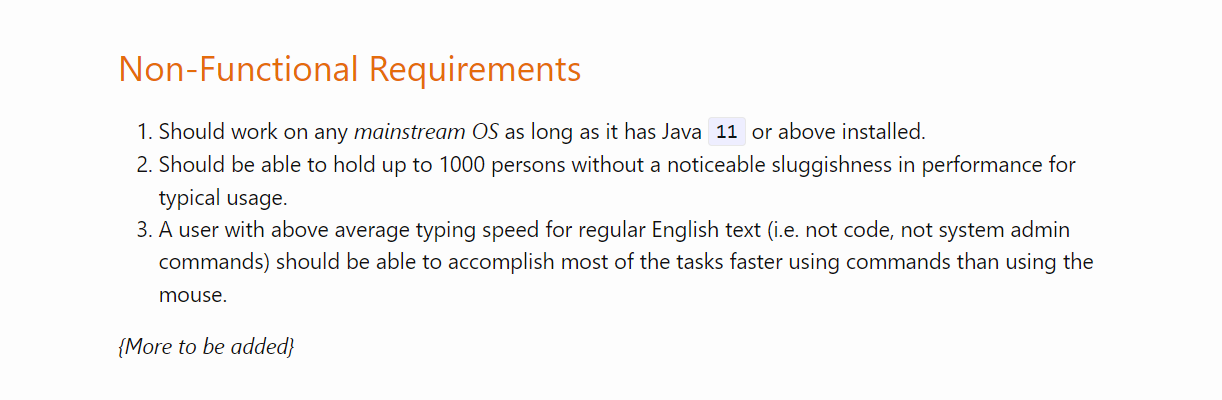 Non-Functional Requirements
1. Should work on any mainstream OS as long as it has Java 11 or above installed.
2. Should be able to hold up to 1000 persons without a noticeable sluggishness in performance for
typical usage.
3. A user with above average typing speed for regular English text (i.e. not code, not system admin
commands) should be able to accomplish most of the tasks faster using commands than using the
mouse.
{More to be added}